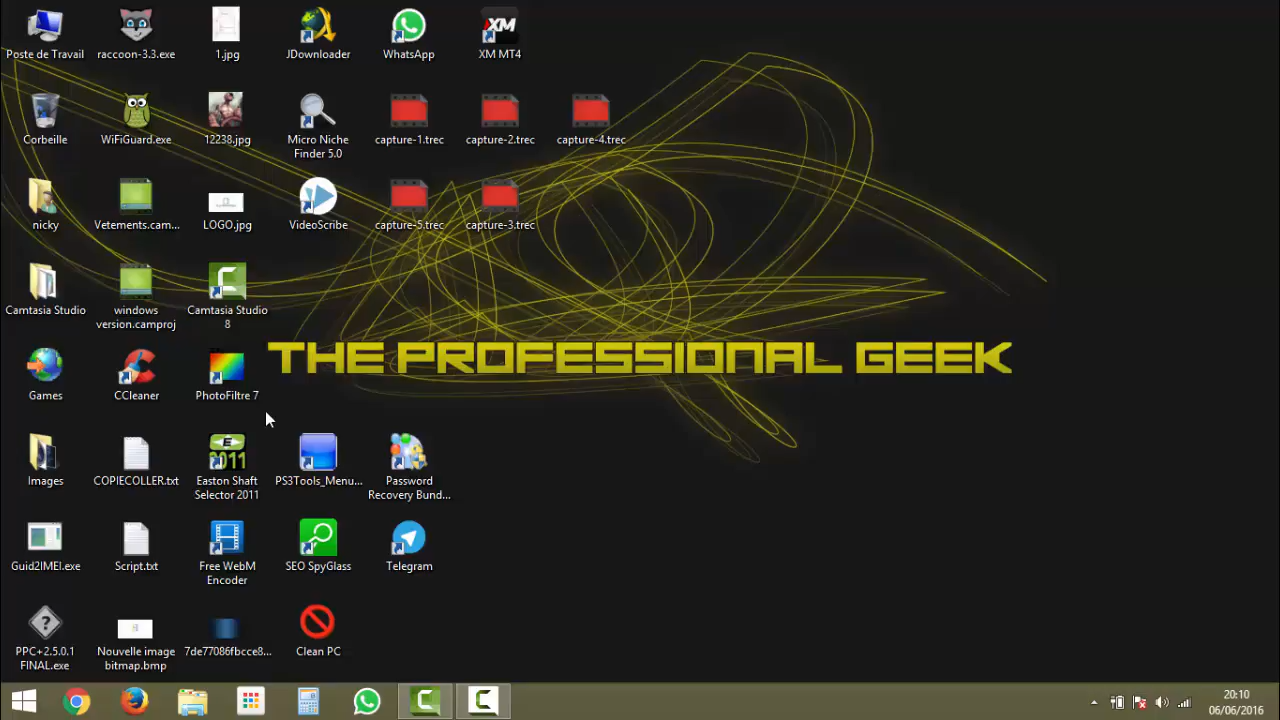 Poste de Travail
raccoon-3.3.exe
1.jpg
JDownloader
WhatsApp
XM
XM MT4
Corbeille
WiFiGuard.exe
12238.jpg
Micro Niche
Finder 5.0
capture-1.trec
capture-2.trec
capture-4.trec
nicky
Vetements.cam...
LOGO.jpg
VideoScribe
capture-5.trec
capture-3.trec
Camtasia Studio
windows
version.camproj
Camtasia Studio
8
THE PROFESSIONAL GEEK
Games
CCleaner
PhotoFiltre 7
Images
COPIECOLLER.txt
E
2011
Easton Shaft
Selector 2011
PS3Tools_Menu...
Password
Recovery Bund...
Guid2IMEI.exe
Script.txt
Free WebM
Encoder
SEO SpyGlass
Telegram
PPC+2.5.0.1
FINAL.exe
Nouvelle image
bitmap.bmp
7de77086fbcce8...
Clean PC
20:10
06/06/2016